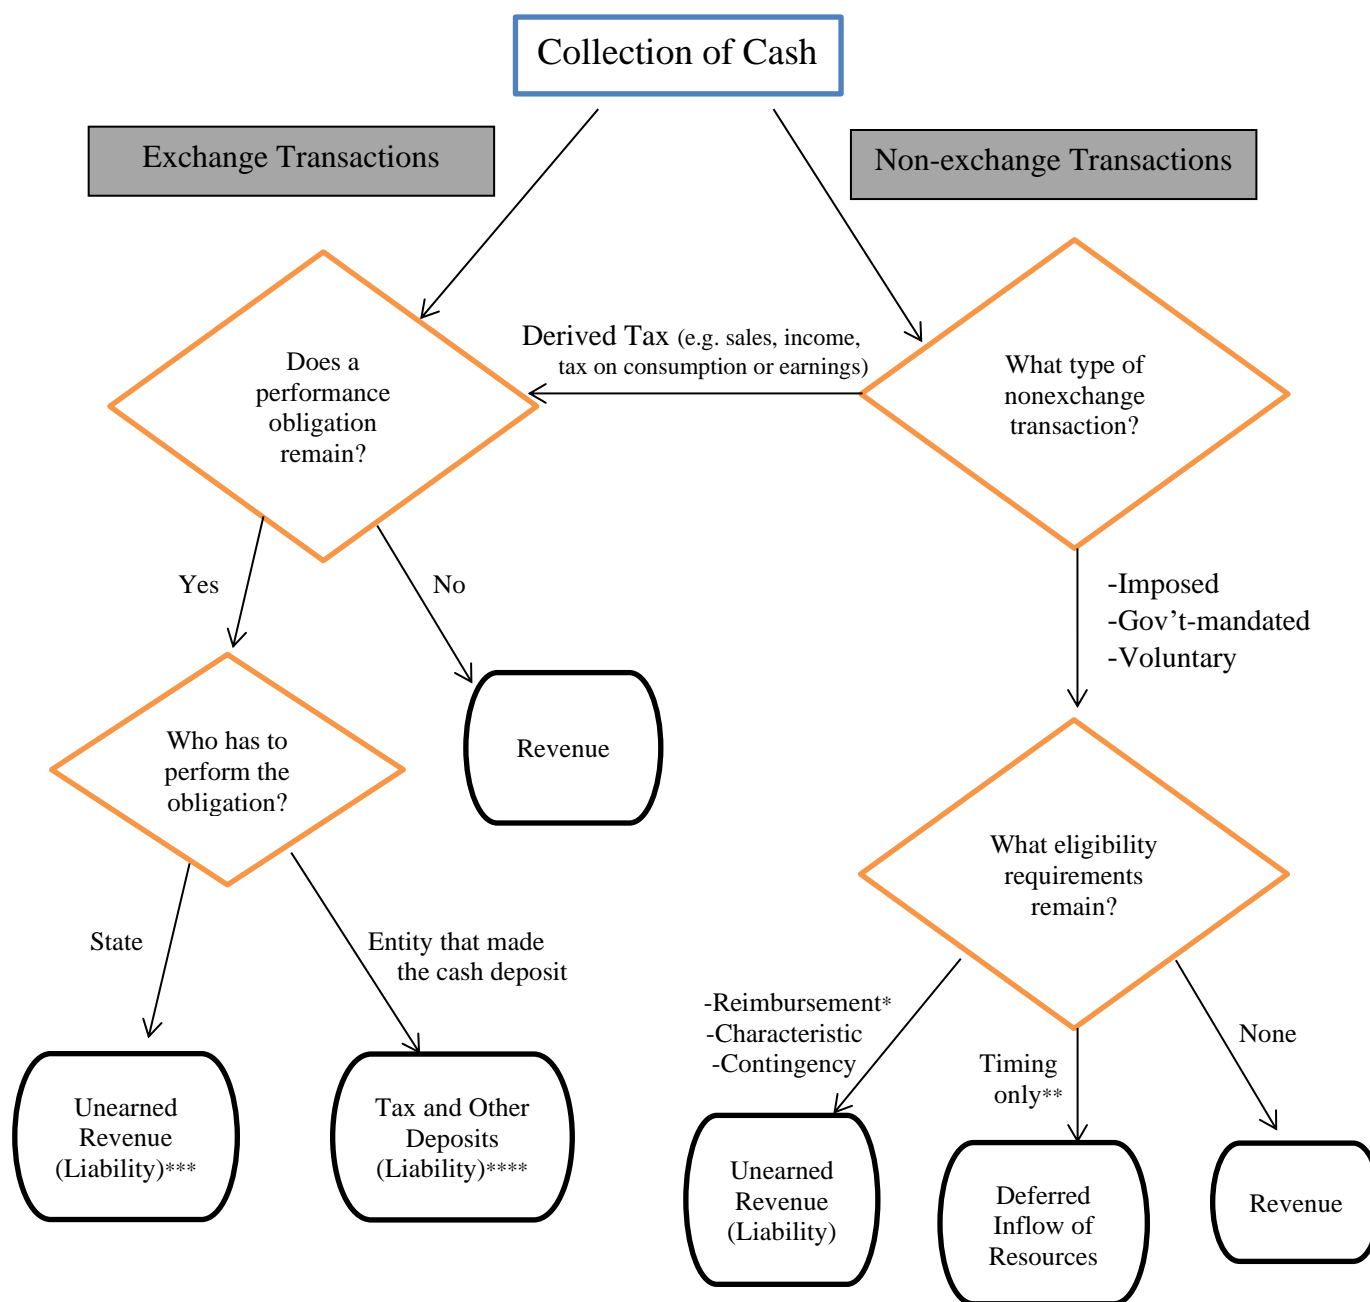 Collection of Cash
Exchange Transactions
Non-exchange Transactions
Derived Tax (e.g. sales, income,
tax on consumption or earnings)
Does a
performance
obligation
remain?
What type of
nonexchange
transaction?
Yes
No
-Imposed
-Gov’t-mandated
-Voluntary
Who has to
perform the
obligation?
Revenue
What eligibility
requirements
remain?
State
Entity that made
the cash deposit
-Reimbursement*
-Characteristic
-Contingency
Timing
only**
None
Unearned
Revenue
(Liability)***
Tax and Other
Deposits
(Liability)****
Unearned
Revenue
(Liability)
Deferred
Inflow of
Resources
Revenue